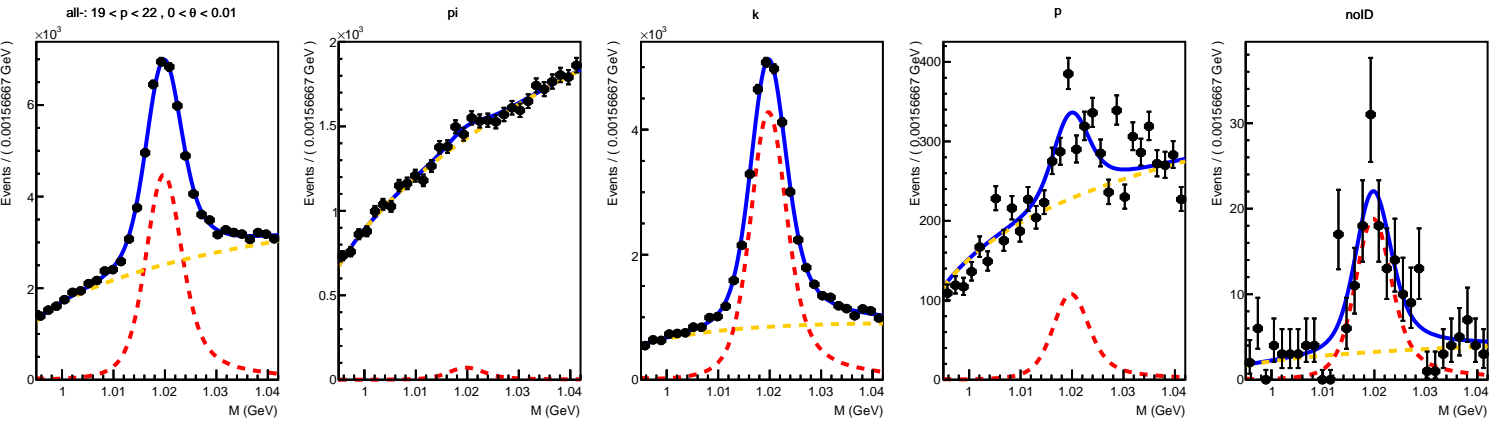 all-: 19 < p < 22 , 0 < θ < 0.01
×10³
Events / ( 0.00156667 GeV )
6
4
2
0
1 1.01 1.02 1.03 1.04
M (GeV)
pi
×10³
Events / ( 0.00156667 GeV )
2
1.5
1
0.5
0
1 1.01 1.02 1.03 1.04
M (GeV)
k
×10³
Events / ( 0.00156667 GeV )
4
2
0
1 1.01 1.02 1.03 1.04
M (GeV)
p
Events / ( 0.00156667 GeV )
400
300
200
100
0
1 1.01 1.02 1.03 1.04
M (GeV)
noID
Events / ( 0.00156667 GeV )
30
20
10
0
1 1.01 1.02 1.03 1.04
M (GeV)